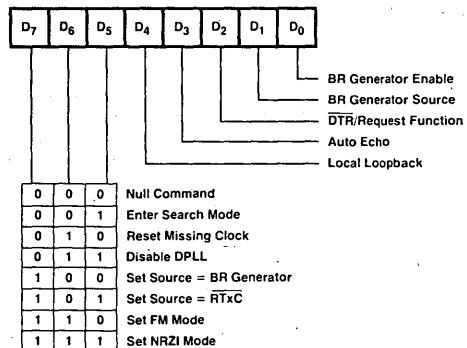 D7 D6 D5 D4 D3 D2 D1 D0
BR Generator Enable
BR Generator Source
D̅T̅R̅/Request Function
Auto Echo
Local Loopback
0 0 0 Null Command
0 0 1 Enter Search Mode
0 1 0 Reset Missing Clock
0 1 1 Disable DPLL
1 0 0 Set Source = BR Generator
1 0 1 Set Source = R̅T̅x̅C̅
1 1 0 Set FM Mode
1 1 1 Set NRZI Mode